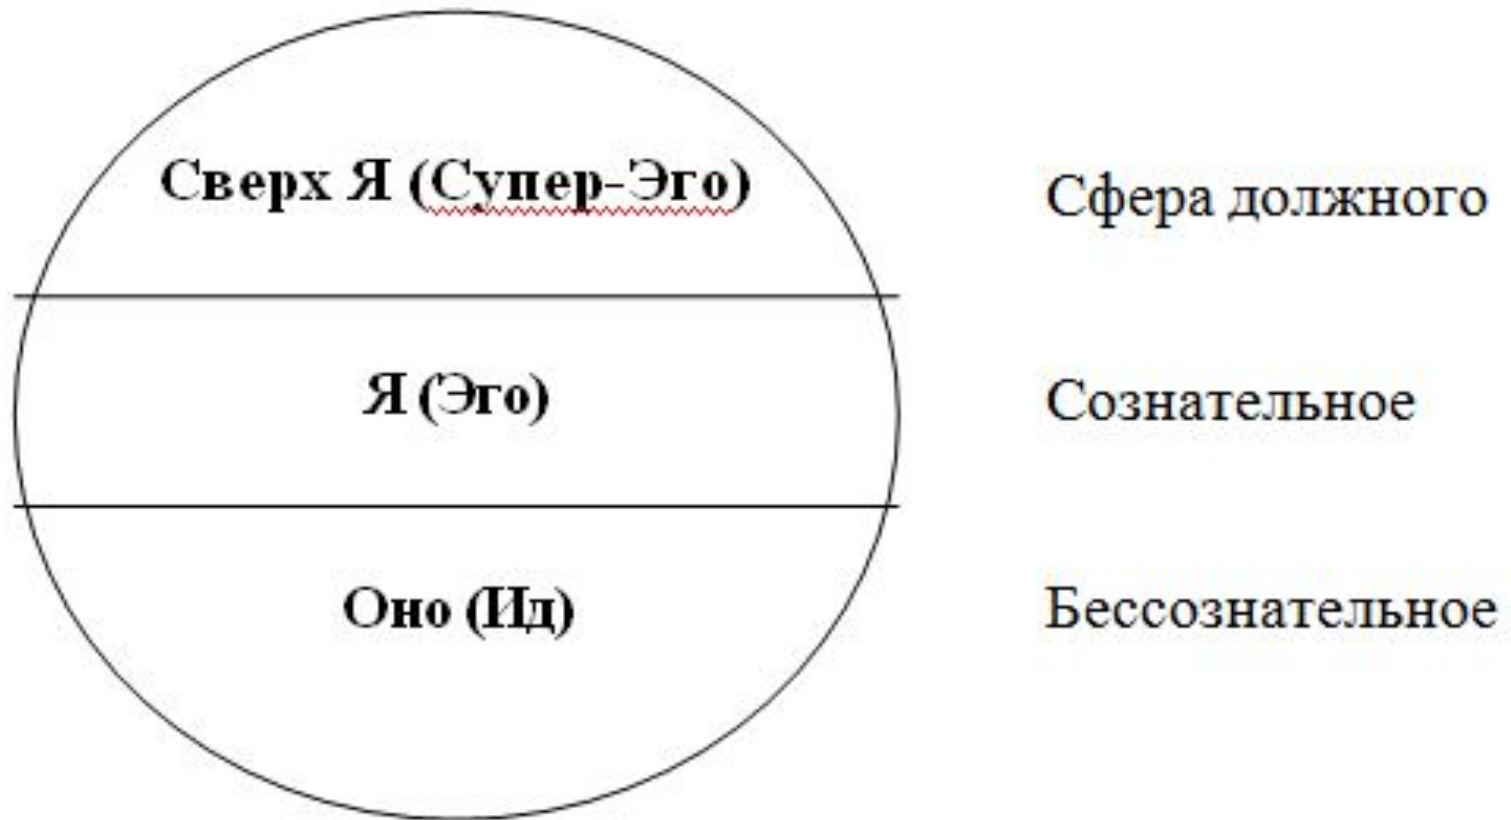 Сверх Я (Супер-Эго)
Сфера должного
Я (Эго)
Сознательное
Оно (Ид)
Бессознательное